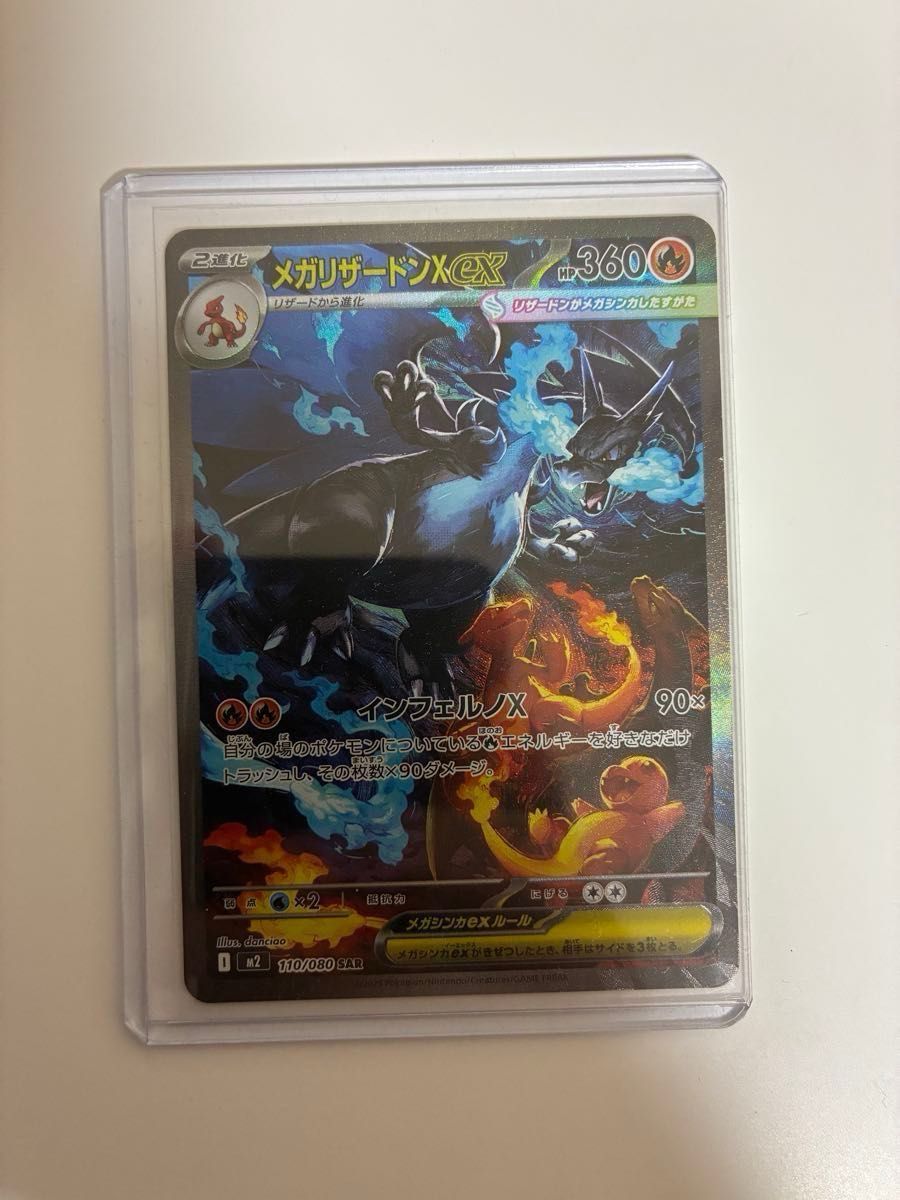 2進化 メガリザードンXex HP360
リザードから進化 リザードンがメガシンカしたすがた
インフェルノX 90×
自分の場のポケモンについている エネルギーを好きなだけ
トラッシュし、その枚数×90ダメージ。
弱点 ×2 抵抗力 にげる
メガシンカexルール
メガシンカexがきぜつしたとき、相手はサイドを3枚とる。
Illus. danciao
I M2 110/080 SAR
©2025 Pokémon/Nintendo/Creatures/GAME FREAK